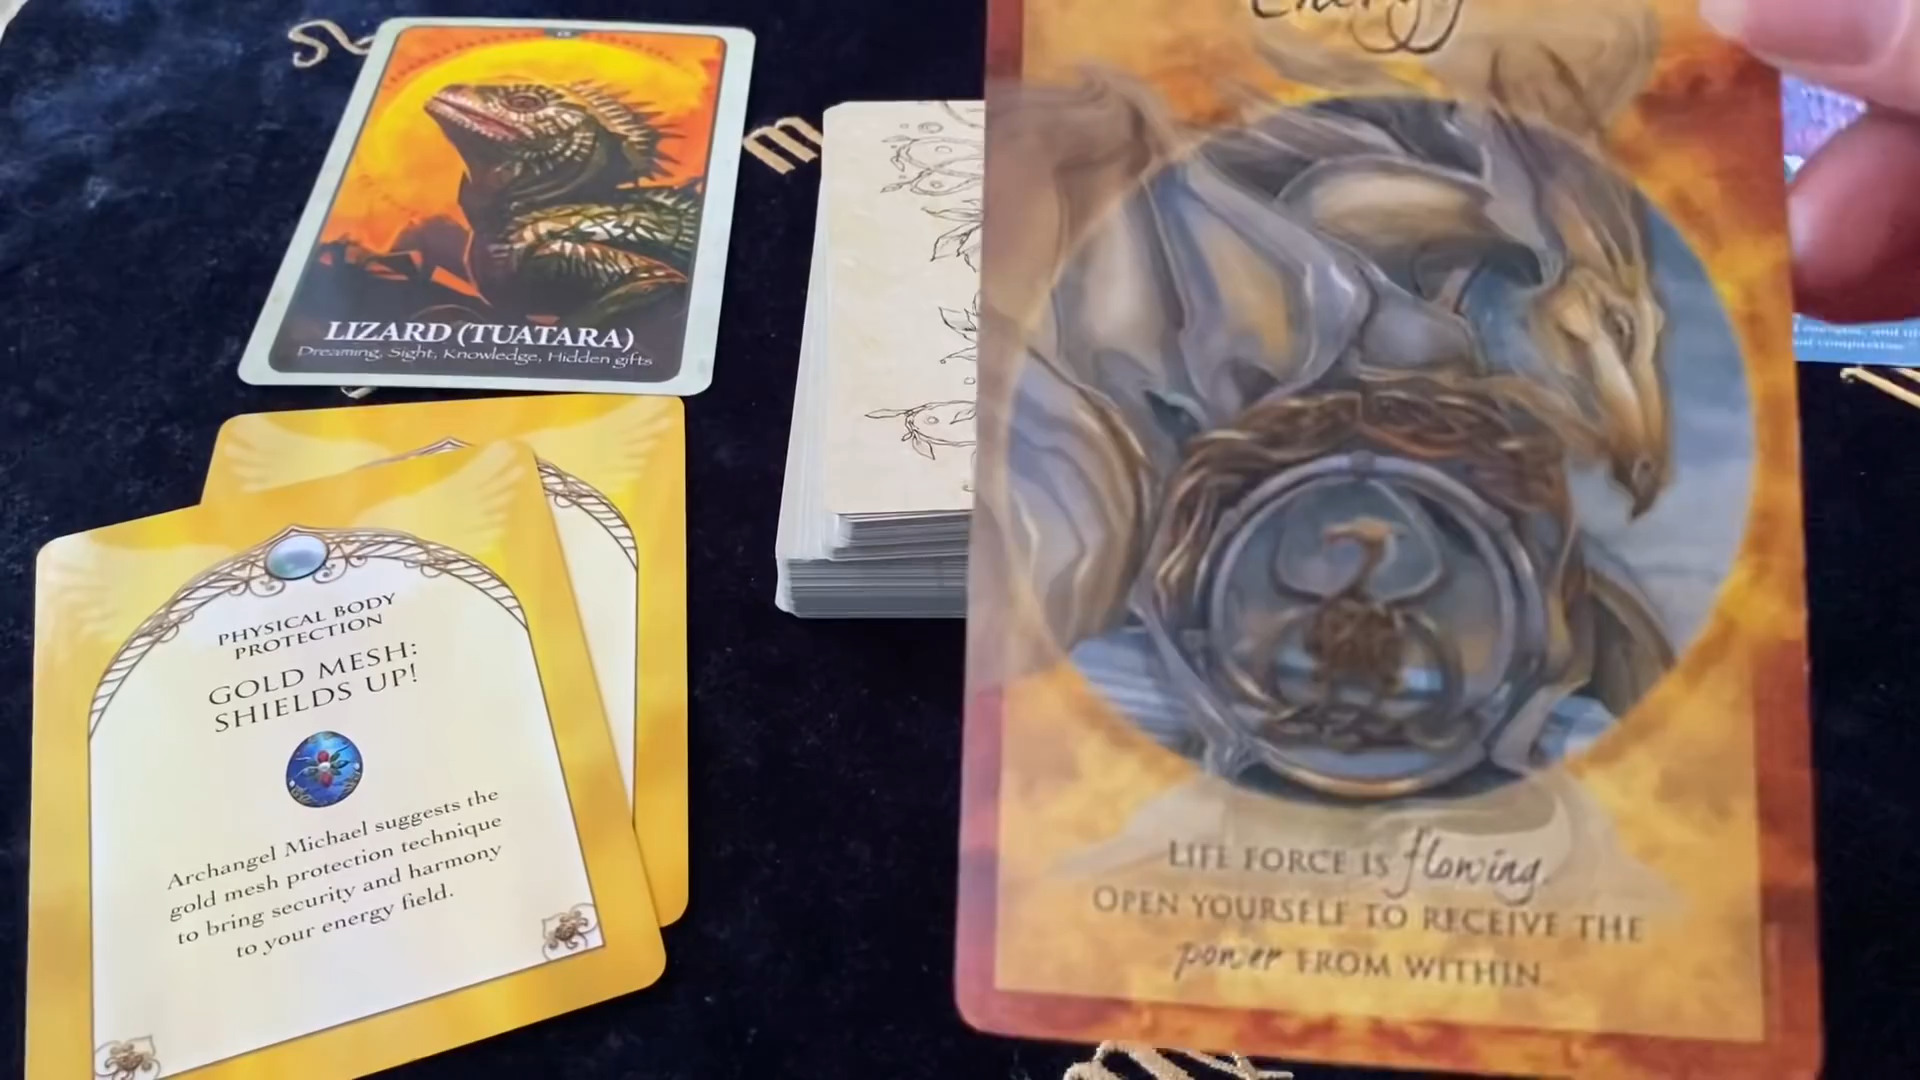 LIZARD (TUATARA)
Dreaming, Sight, Knowledge, Hidden gifts
PHYSICAL BODY
PROTECTION
GOLD MESH:
SHIELDS UP!
Archangel Michael suggests the
gold mesh protection technique
to bring security and harmony
to your energy field.
Energy
LIFE FORCE IS flowing.
OPEN YOURSELF TO RECEIVE THE
power FROM WITHIN.